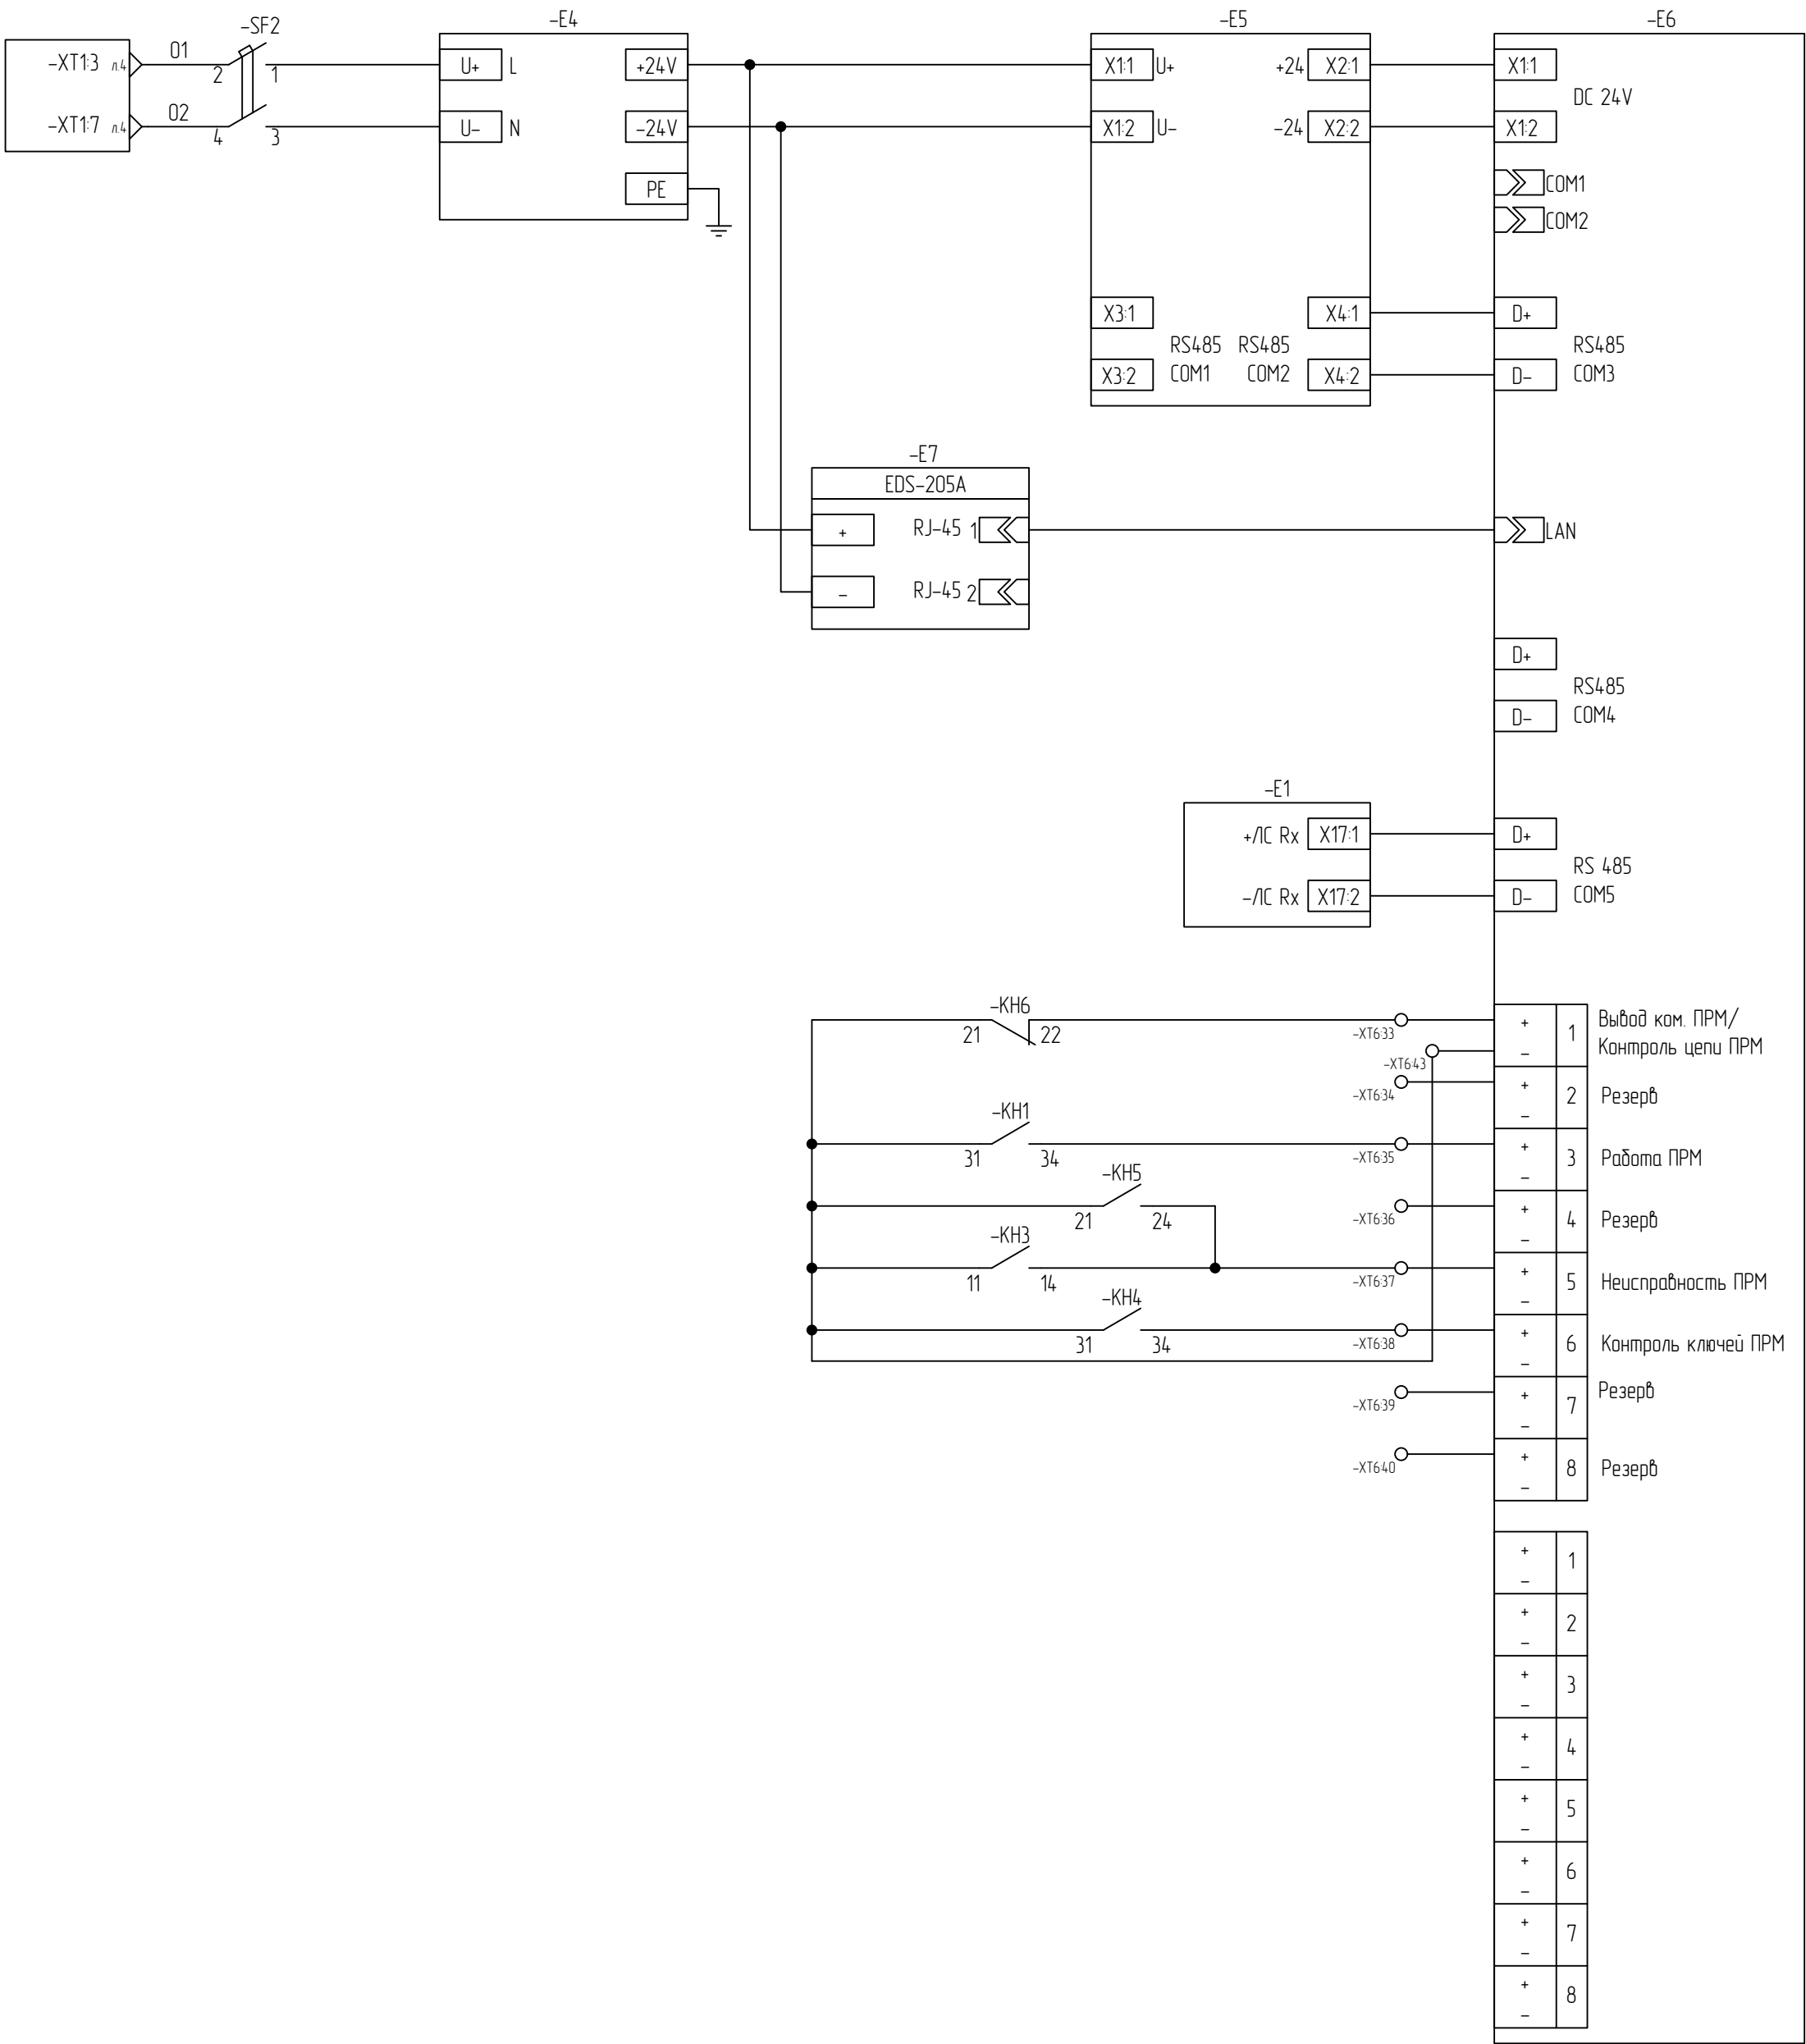 -SF2
-E4
-E5
-E6
-XT1:3 л.4
01
2
1
U+ L
+24V
X1:1 U+
+24 X2:1
X1:1
DC 24V
-XT1:7 л.4
02
4
3
U- N
-24V
X1:2 U-
-24 X2:2
X1:2
PE
COM1
COM2
X3:1
X4:1
D+
RS485 RS485
RS485
X3:2 COM1 COM2 X4:2
D- COM3
-E7
EDS-205A
+ RJ-45 1
LAN
- RJ-45 2
D+
RS485
D- COM4
-E1
+ЛС Rx X17:1
D+
RS 485
-ЛС Rx X17:2
D- COM5
-KH6
21 22
-XT6:33
+
-
1
Вывод ком. ПРМ/
Контроль цепи ПРМ
-XT6:43
-XT6:34
+
-
2 Резерв
-KH1
31 34
-XT6:35
+
-
3 Работа ПРМ
-KH5
21 24
-XT6:36
+
-
4 Резерв
-KH3
11 14
-XT6:37
+
-
5 Неисправность ПРМ
-KH4
31 34
-XT6:38
+
-
6 Контроль ключей ПРМ
-XT6:39
+
-
7 Резерв
-XT6:40
+
-
8 Резерв
+
-
1
+
-
2
+
-
3
+
-
4
+
-
5
+
-
6
+
-
7
+
-
8